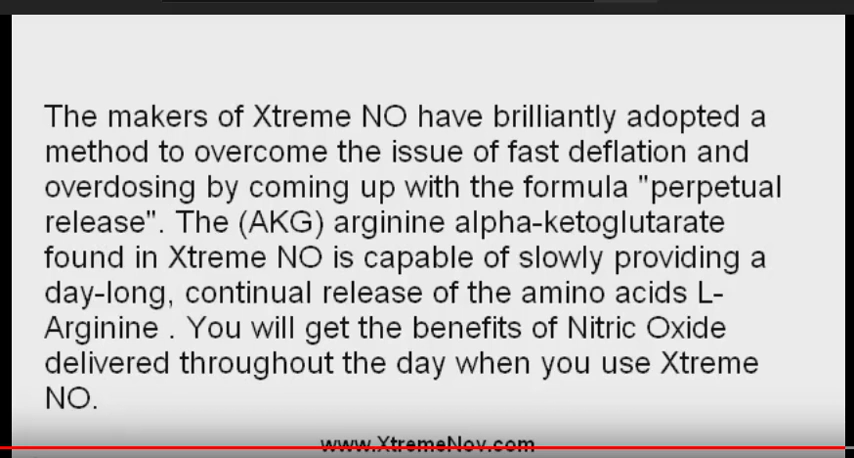 The makers of Xtreme NO have brilliantly adopted a
method to overcome the issue of fast deflation and
overdosing by coming up with the formula "perpetual
release". The (AKG) arginine alpha-ketoglutarate
found in Xtreme NO is capable of slowly providing a
day-long, continual release of the amino acids L-
Arginine . You will get the benefits of Nitric Oxide
delivered throughout the day when you use Xtreme
NO.
www.XtremeNov.com